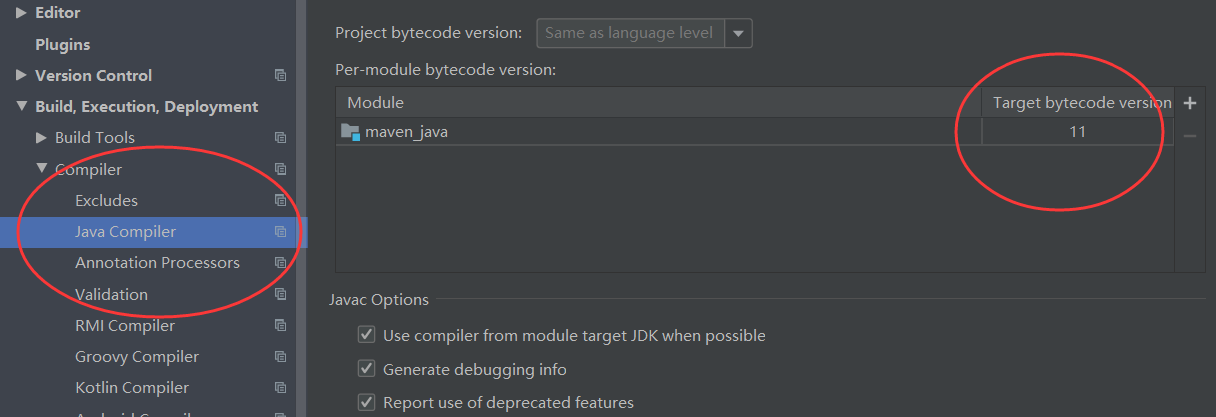 Editor
Plugins
Version Control
Build, Execution, Deployment
Build Tools
Compiler
Excludes
Java Compiler
Annotation Processors
Validation
RMI Compiler
Groovy Compiler
Kotlin Compiler
Project bytecode version: Same as language level
Per-module bytecode version:
Module Target bytecode version
maven_java 11
Javac Options
Use compiler from module target JDK when possible
Generate debugging info
Report use of deprecated features